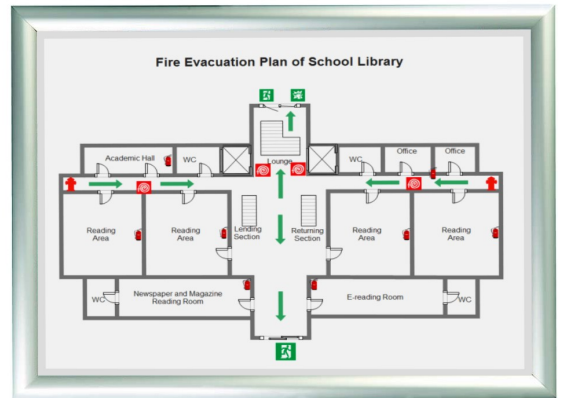 Fire Evacuation Plan of School Library
Academic Hall
WC
Lounge
WC
Office
Office
Reading
Area
Reading
Area
Lending
Section
Returning
Section
Reading
Area
Reading
Area
WC
Newspaper and Magazine
Reading Room
E-reading Room
WC